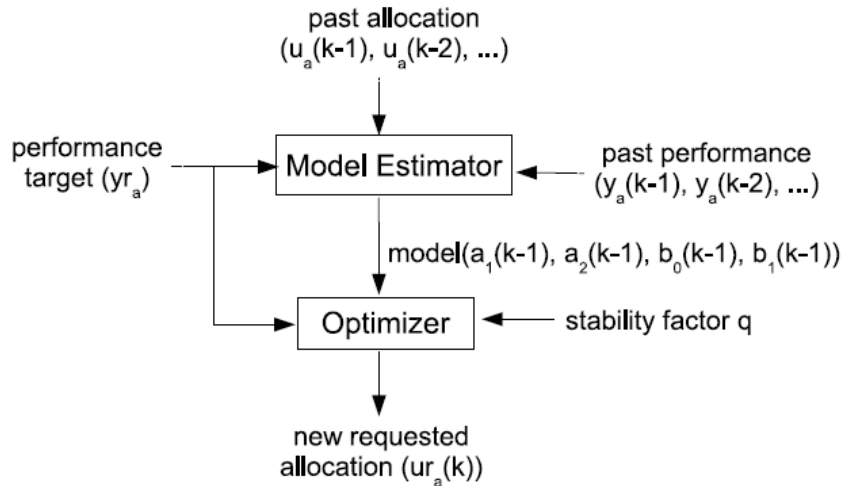 past allocation
(u_a(k-1), u_a(k-2), ...)
performance
target (yr_a)
Model Estimator
past performance
(y_a(k-1), y_a(k-2), ...)
model(a_1(k-1), a_2(k-1), b_0(k-1), b_1(k-1))
Optimizer
stability factor q
new requested
allocation (ur_a(k))